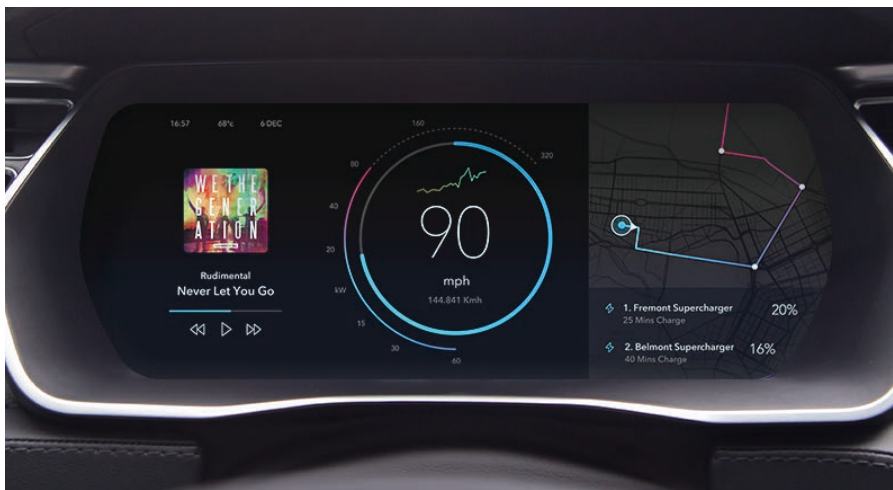 16:57 68°c 6 DEC
WE THE
GENER
ATION
Rudimental
Never Let You Go
160
320
80
40
20
kW
15
30
60
90
mph
144.841 Kmh
1. Fremont Supercharger 20%
25 Mins Charge
2. Belmont Supercharger 16%
40 Mins Charge